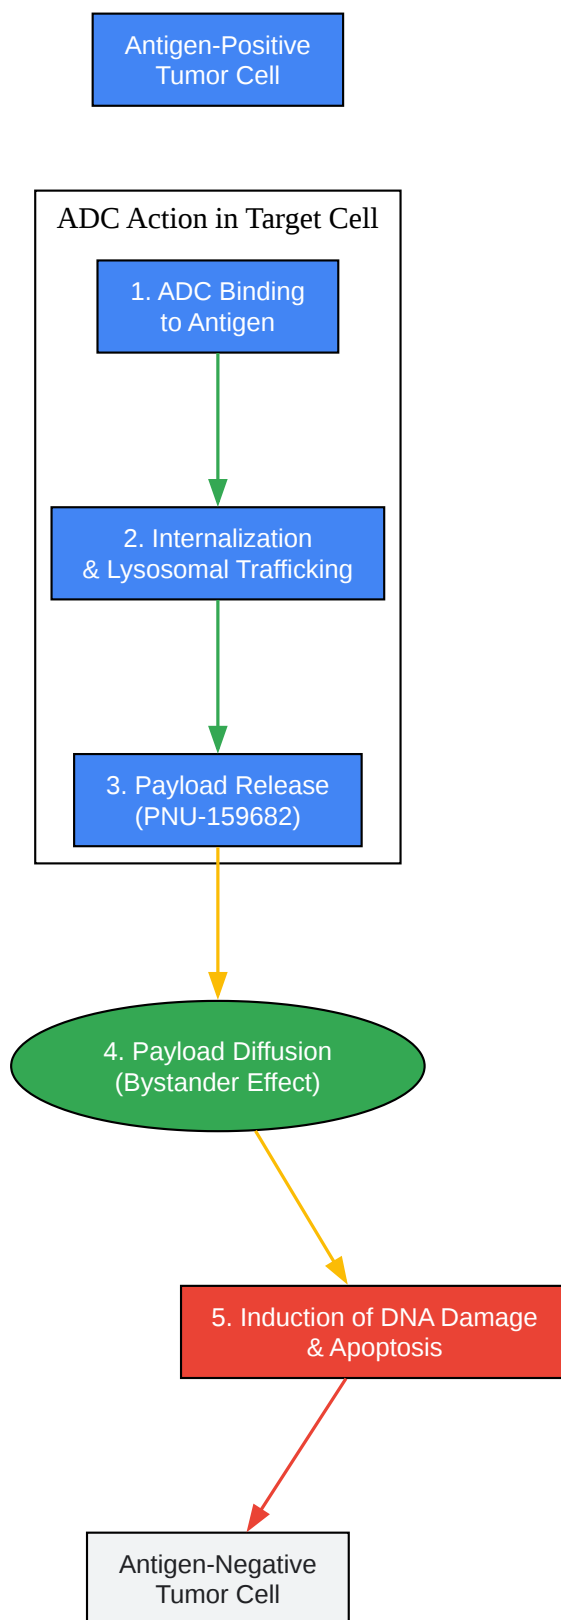 Antigen-Positive
Tumor Cell
ADC Action in Target Cell
1. ADC Binding
to Antigen
2. Internalization
& Lysosomal Trafficking
3. Payload Release
(PNU-159682)
4. Payload Diffusion
(Bystander Effect)
5. Induction of DNA Damage
& Apoptosis
Antigen-Negative
Tumor Cell